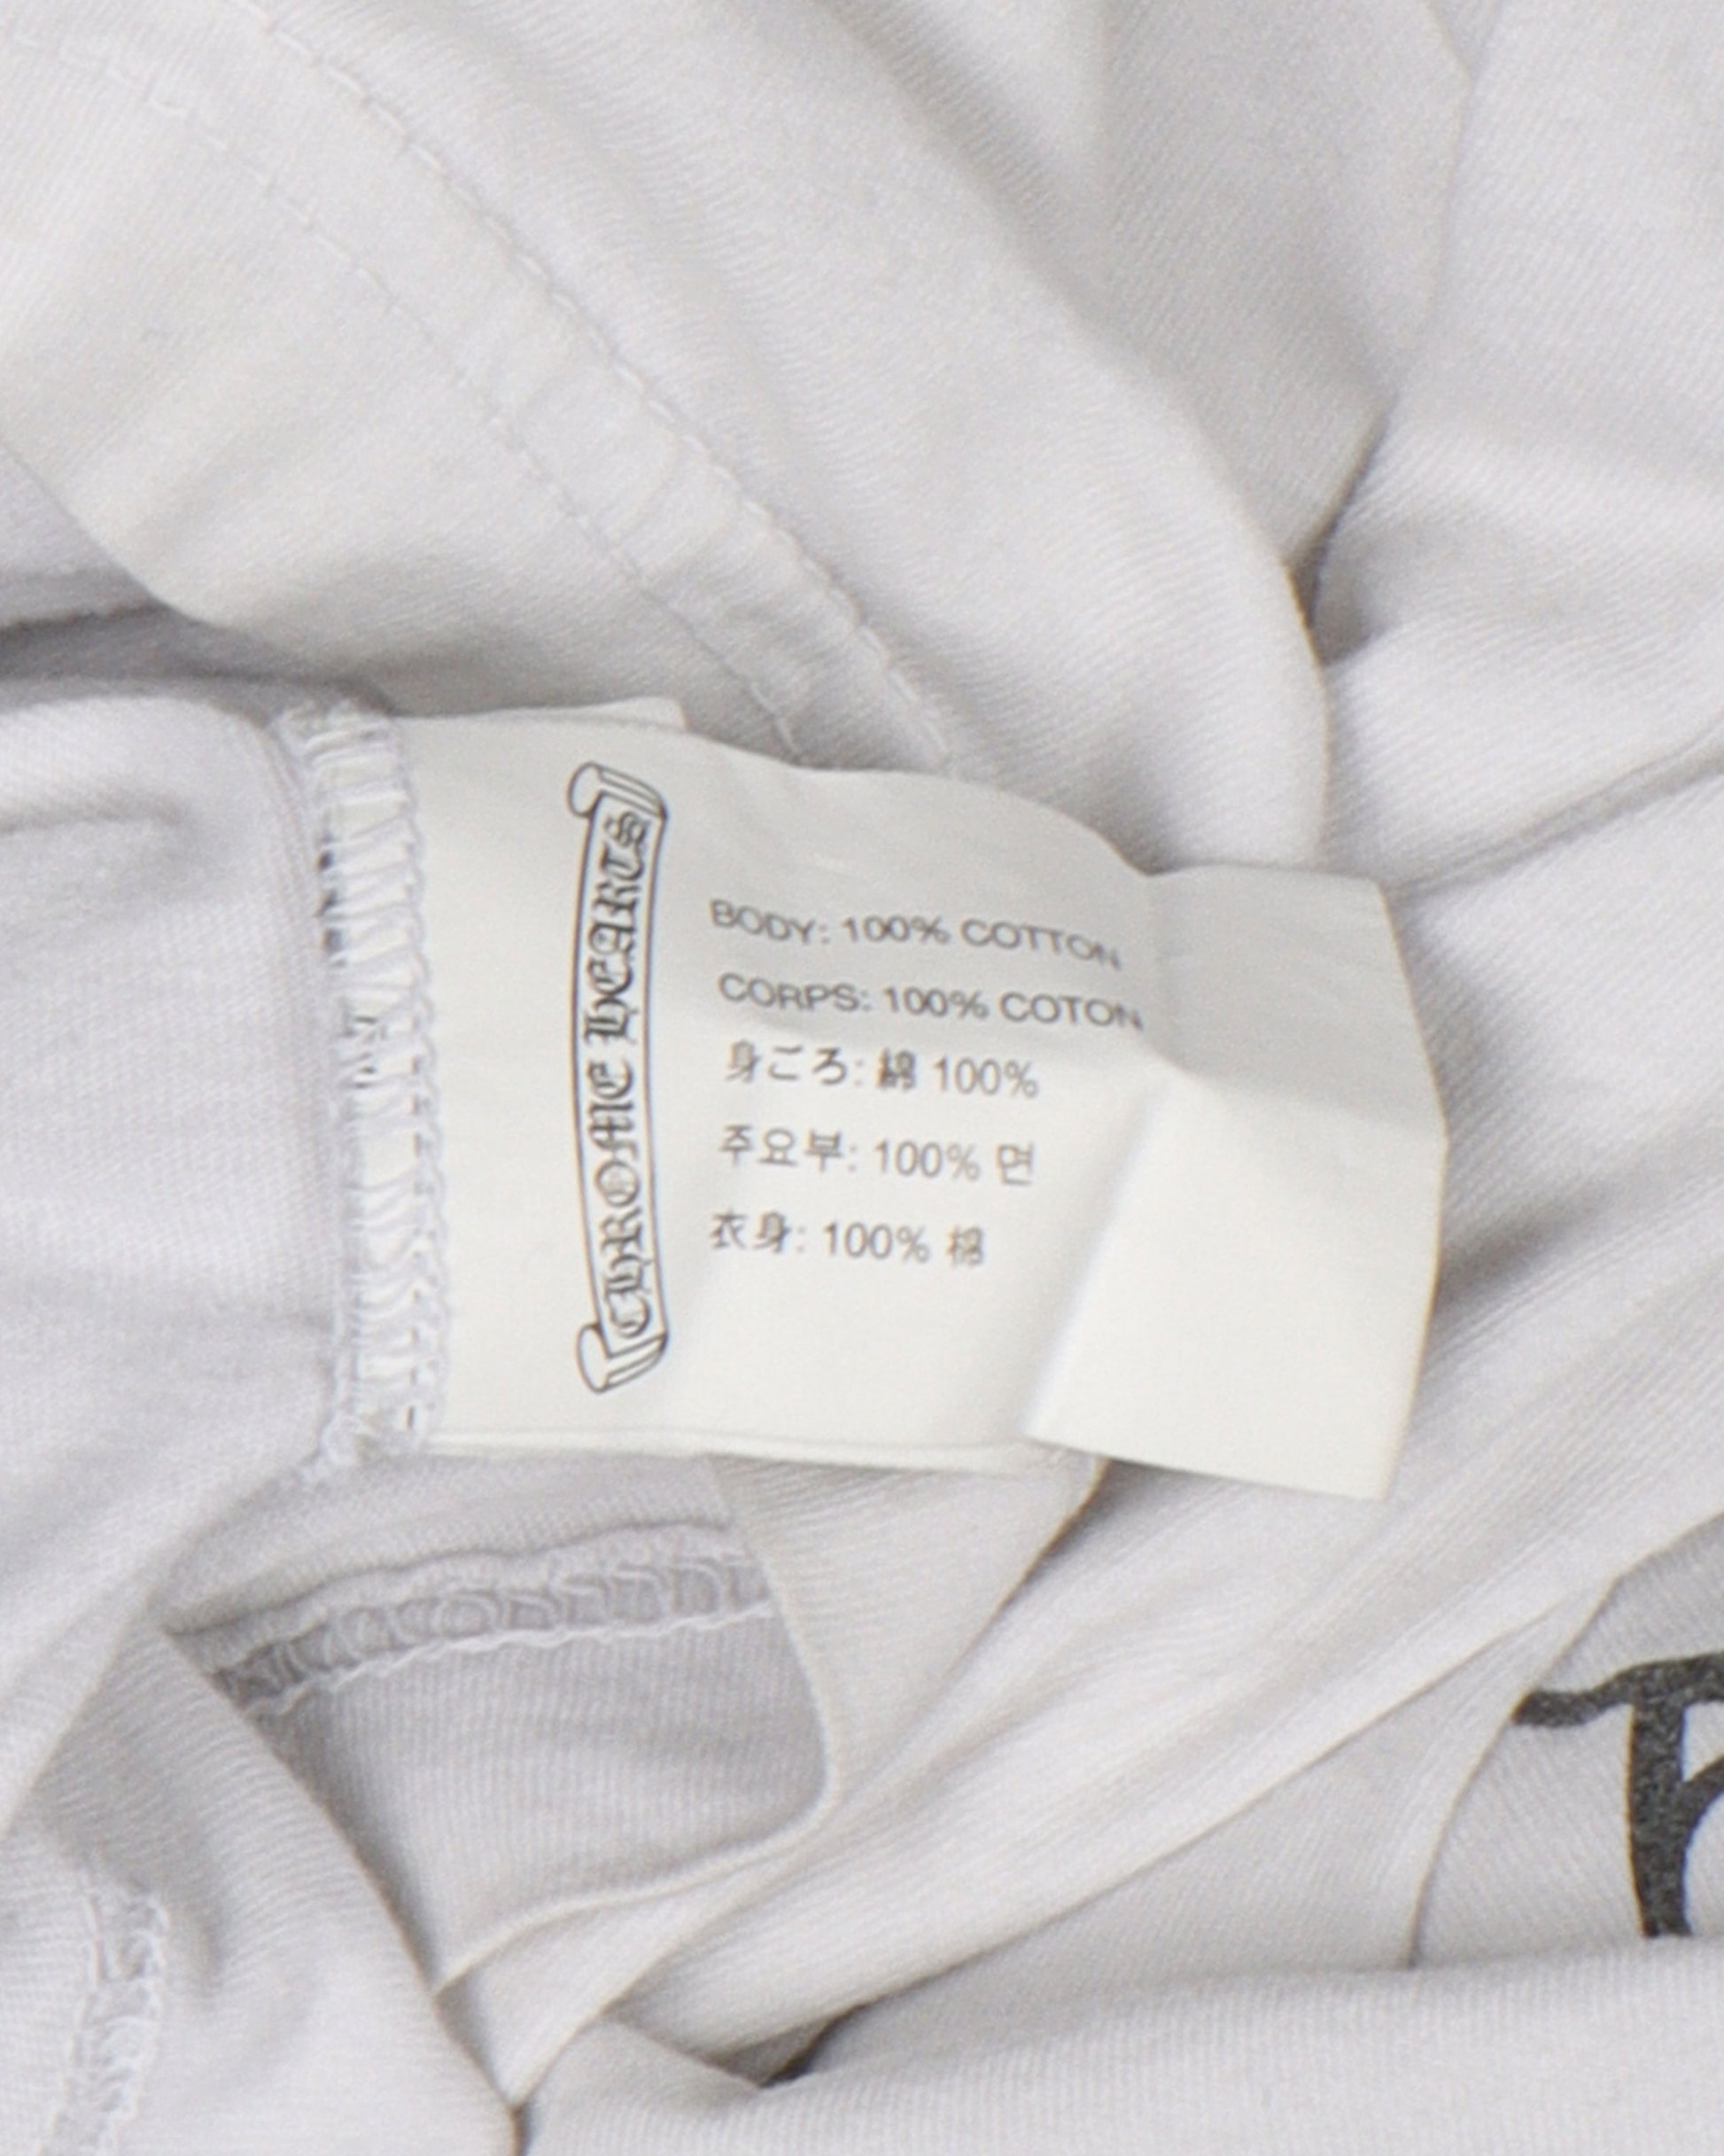 CHROME HEARTS
BODY: 100% COTTON
CORPS: 100% COTON
身ごろ: 綿 100%
주요부: 100% 면
衣身: 100% 棉